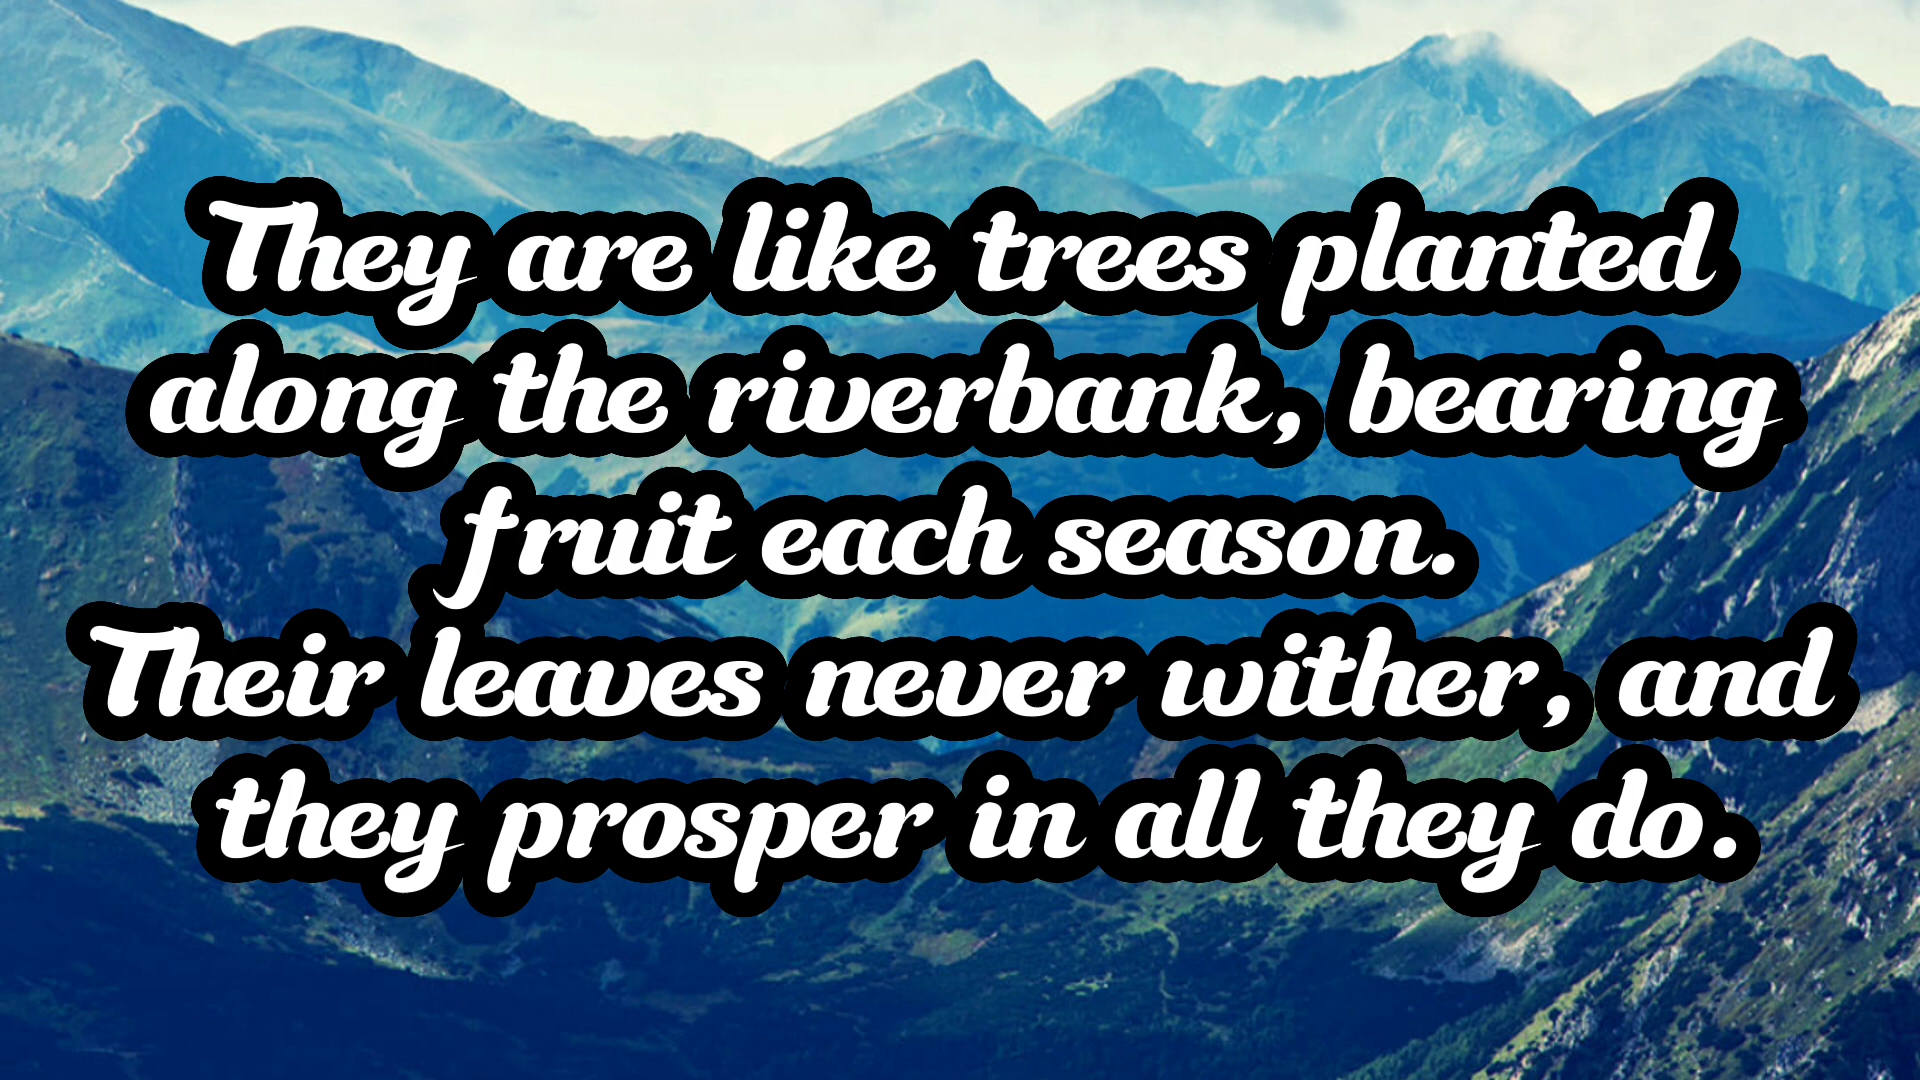 They are like trees planted
along the riverbank, bearing
fruit each season.
Their leaves never wither, and
they prosper in all they do.